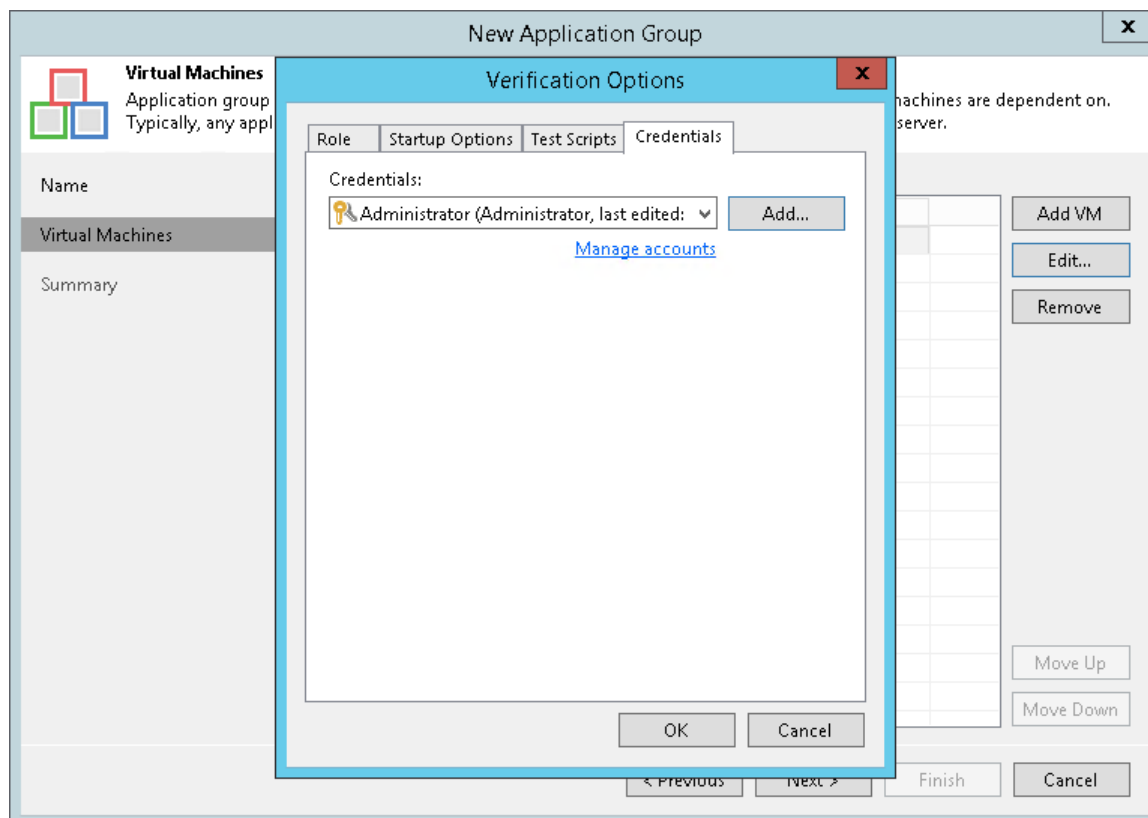 New Application Group
x
Virtual Machines
Application group
Typically, any appl
machines are dependent on.
server.
Name
Virtual Machines
Summary
Verification Options
x
Role
Startup Options
Test Scripts
Credentials
Credentials:
Administrator (Administrator, last edited:
Add...
Manage accounts
OK
Cancel
Add VM
Edit...
Remove
Move Up
Move Down
< Previous
Next >
Finish
Cancel